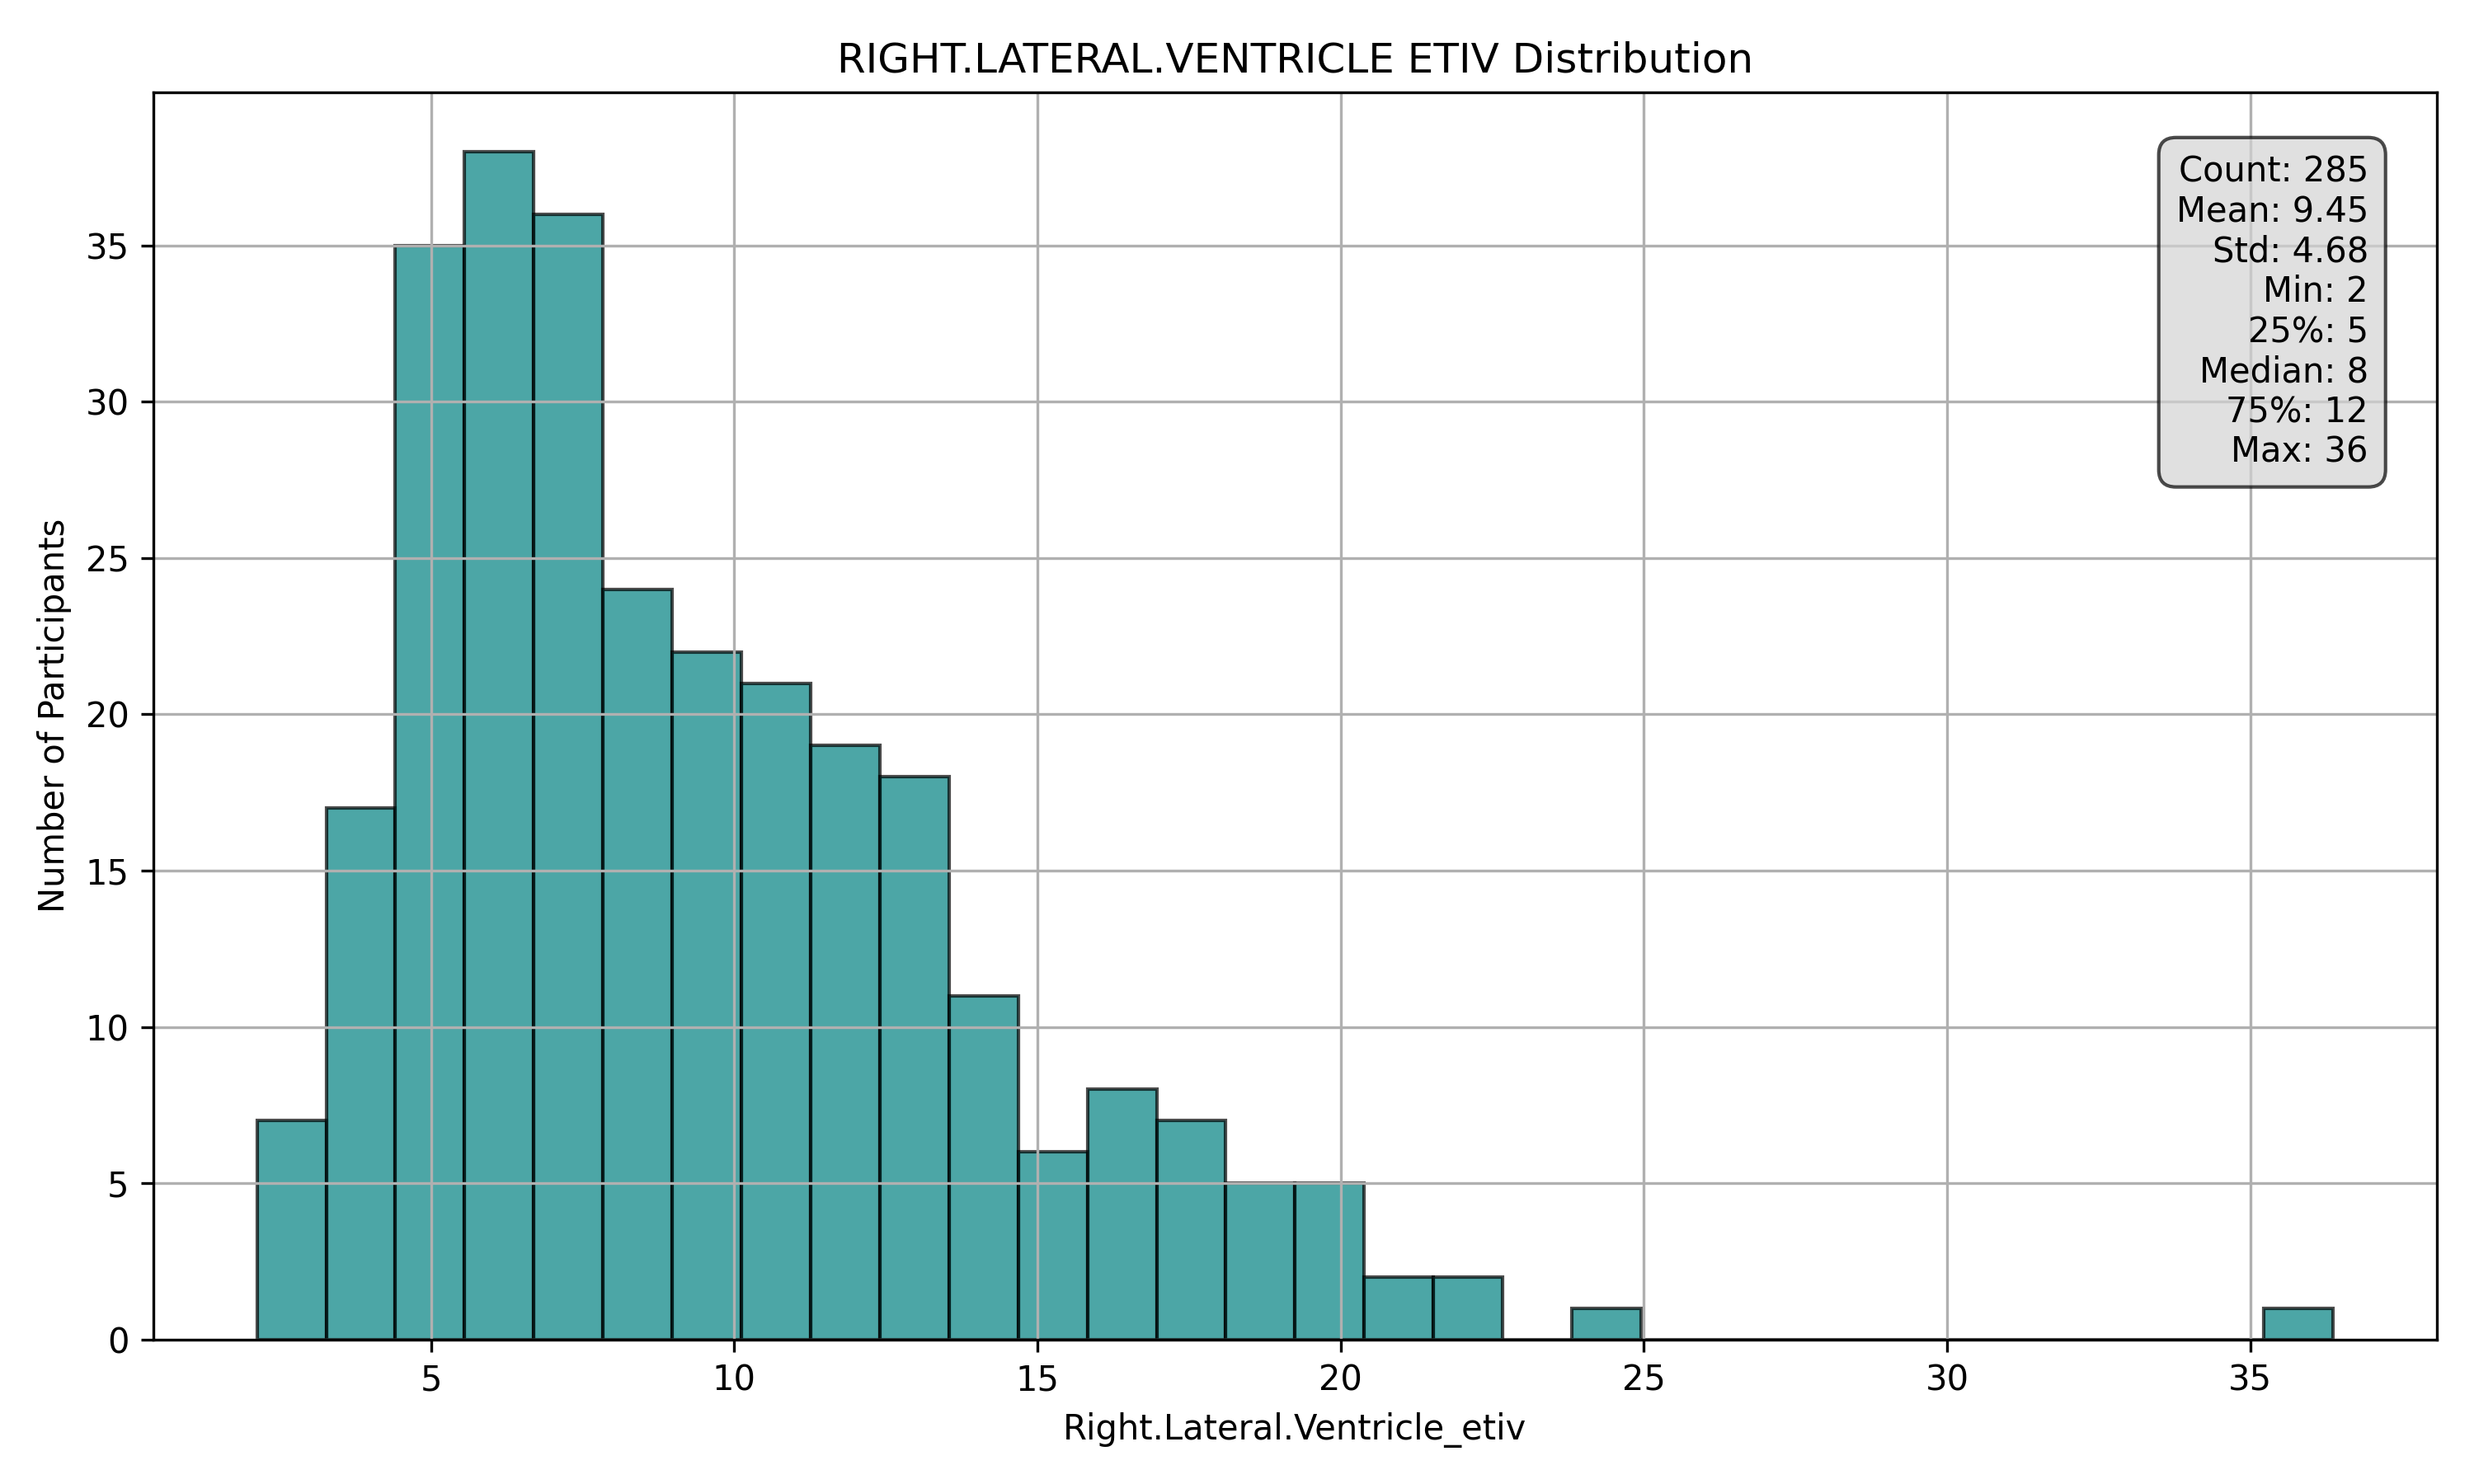 RIGHT.LATERAL.VENTRICLE ETIV Distribution
Count: 285
Mean: 9.45
Std: 4.68
Min: 2
25%: 5
Median: 8
75%: 12
Max: 36
Number of Participants
35
30
25
20
15
10
5
0
5 10 15 20 25 30 35
Right.Lateral.Ventricle_etiv